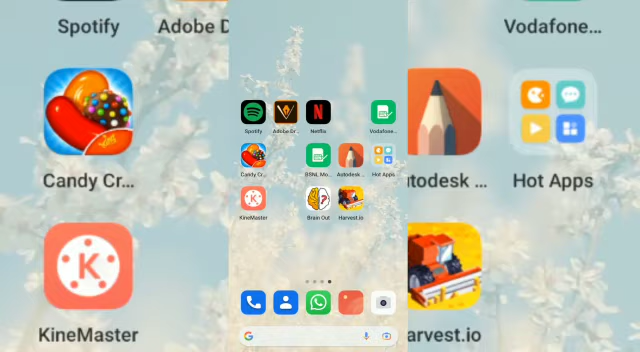 Spotify
Adobe D
Vodafone...
Spotify
Adobe Dr..
Netflix
Vodafone..
Candy Cr...
utodesk ...
Hot Apps
Candy Cr..
BSNL Mo..
Autodesk ..
Hot Apps
KineMaster
Brain Out
Harvest.io
KineMaster
arvest.io